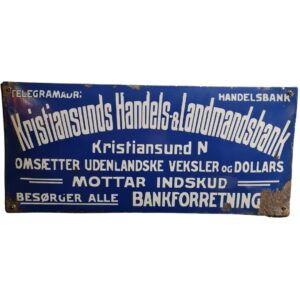 TELEGRAMADR: HANDELSBANK
Kristiansunds Handels-&Landmandsbank
Kristiansund N
OMSÆTTER UDENLANDSKE VEKSLER OG DOLLARS
MOTTAR INDSKUD
BESØRGER ALLE BANKFORRETNING